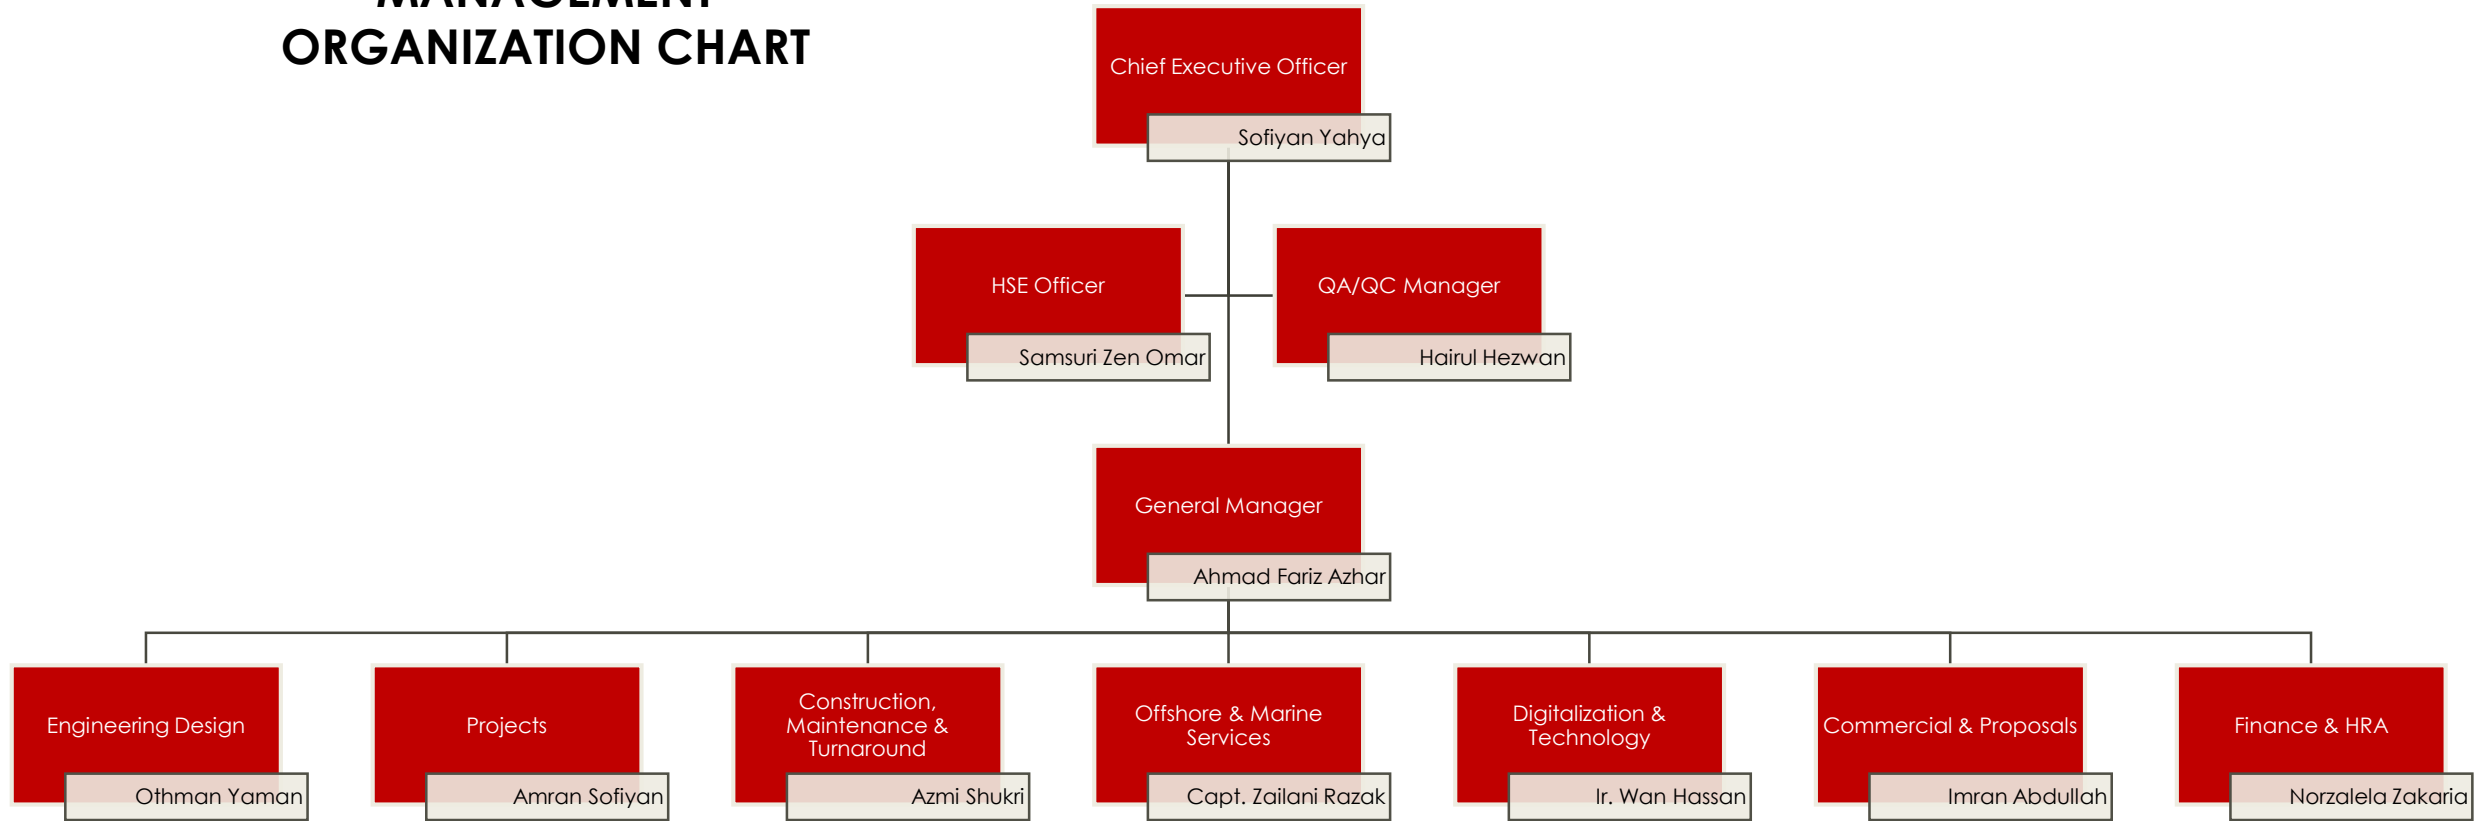 MANAGEMENT
ORGANIZATION CHART
Chief Executive Officer
Sofiyan Yahya
HSE Officer
Samsuri Zen Omar
QA/QC Manager
Hairul Hezwan
General Manager
Ahmad Fariz Azhar
Engineering Design
Othman Yaman
Projects
Amran Sofiyan
Construction,
Maintenance &
Turnaround
Azmi Shukri
Offshore & Marine
Services
Capt. Zailani Razak
Digitalization &
Technology
Ir. Wan Hassan
Commercial & Proposals
Imran Abdullah
Finance & HRA
Norzalela Zakaria